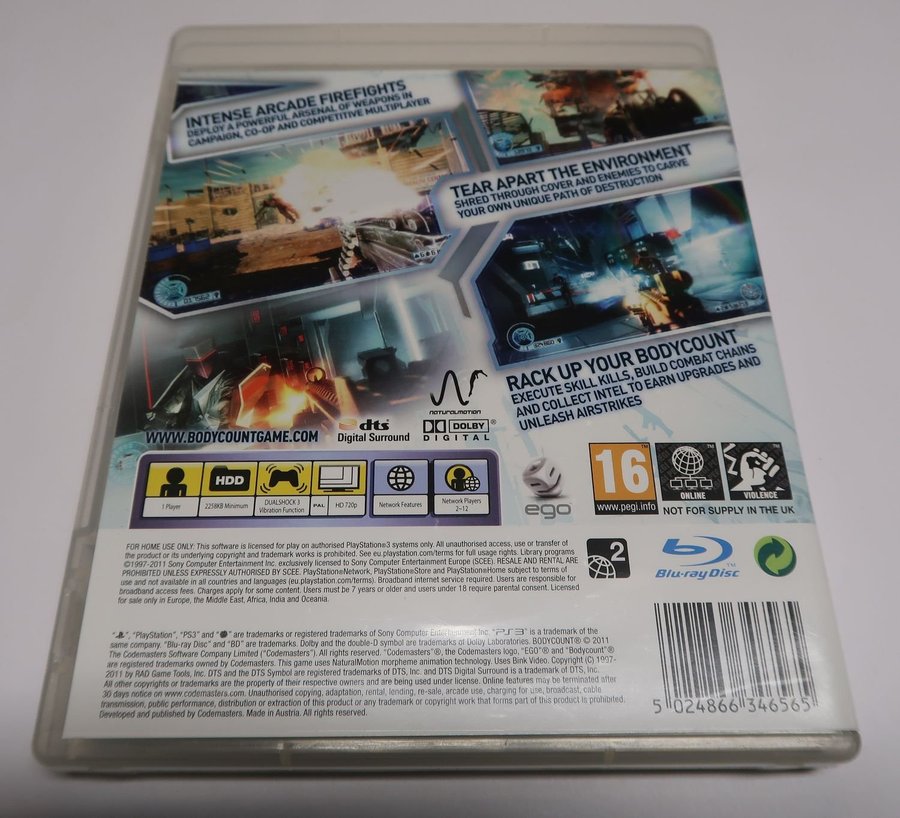 INTENSE ARCADE FIREFIGHTS
DEPLOY A POWERFUL ARSENAL OF WEAPONS IN
CAMPAIGN, CO-OP AND COMPETITIVE MULTIPLAYER
TEAR APART THE ENVIRONMENT
SHRED THROUGH COVER AND ENEMIES TO CARVE
YOUR OWN UNIQUE PATH OF DESTRUCTION
RACK UP YOUR BODYCOUNT
EXECUTE SKILL KILLS, BUILD COMBAT CHAINS
AND COLLECT INTEL TO EARN UPGRADES AND
UNLEASH AIRSTRIKES
WWW.BODYCOUNTGAME.COM
dts
Digital Surround
naturalmotion
DOLBY
DIGITAL
1 Player
HDD
2258KB Minimum
DUALSHOCK 3
Vibration Function
PAL
HD 720p
Network Features
Network Players
2-12
ego
16
www.pegi.info
ONLINE
VIOLENCE
NOT FOR SUPPLY IN THE UK
FOR HOME USE ONLY: This software is licensed for play on authorised PlayStation®3 systems only. All unauthorised access, use or transfer of
the product or its underlying copyright and trademark works is prohibited. See eu.playstation.com/terms for full usage rights. Library programs
©1997-2011 Sony Computer Entertainment Inc. exclusively licensed to Sony Computer Entertainment Europe (SCEE). RESALE AND RENTAL ARE
PROHIBITED UNLESS EXPRESSLY AUTHORISED BY SCEE. PlayStation®Network, PlayStation®Store and PlayStation®Home subject to terms of
use and not available in all countries and languages (eu.playstation.com/terms). Broadband internet service required. Users are responsible for
broadband access fees. Charges apply for some content. Users must be 7 years or older and users under 18 require parental consent. Licensed
for sale only in Europe, the Middle East, Africa, India and Oceania.
2
Blu-ray Disc
", "PlayStation", "PS3" and " " are trademarks or registered trademarks of Sony Computer Entertainment Inc. "PS3" is a trademark of the
same company. "Blu-ray Disc" and "BD" are trademarks. Dolby and the double-D symbol are trademarks of Dolby Laboratories. BODYCOUNT® © 2011
The Codemasters Software Company Limited ("Codemasters"). All rights reserved. "Codemasters"®, the Codemasters logo, "EGO"® and "Bodycount"®
are registered trademarks owned by Codemasters. This game uses NaturalMotion morpheme animation technology. Uses Bink Video. Copyright (C) 1997-
2011 by RAD Game Tools, Inc. DTS and the DTS Symbol are registered trademarks of DTS, Inc. and DTS Digital Surround is a trademark of DTS, Inc.
All other copyrights or trademarks are the property of their respective owners and are being used under license. Online features may be terminated after
30 days notice on www.codemasters.com. Unauthorised copying, adaptation, rental, lending, re-sale, arcade use, charging for use, broadcast, cable
transmission, public performance, distribution or extraction of this product or any trademark or copyright work that forms part of this product is prohibited.
Developed and published by Codemasters. Made in Austria. All rights reserved.
5 024866 346565